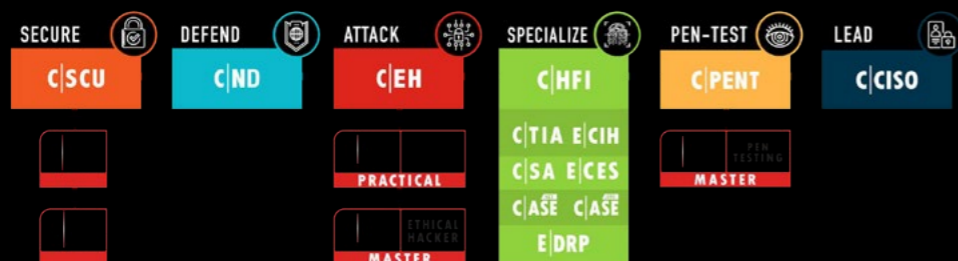 SECURE
C|SCU
DEFEND
C|ND
ATTACK
C|EH
PRACTICAL
ETHICAL
HACKER
MASTER
SPECIALIZE
C|HFI
C|TIA E|CIH
C|SA E|CES
C|ASE C|ASE
E|DRP
PEN-TEST
C|PENT
PEN
TESTING
MASTER
LEAD
C|CISO